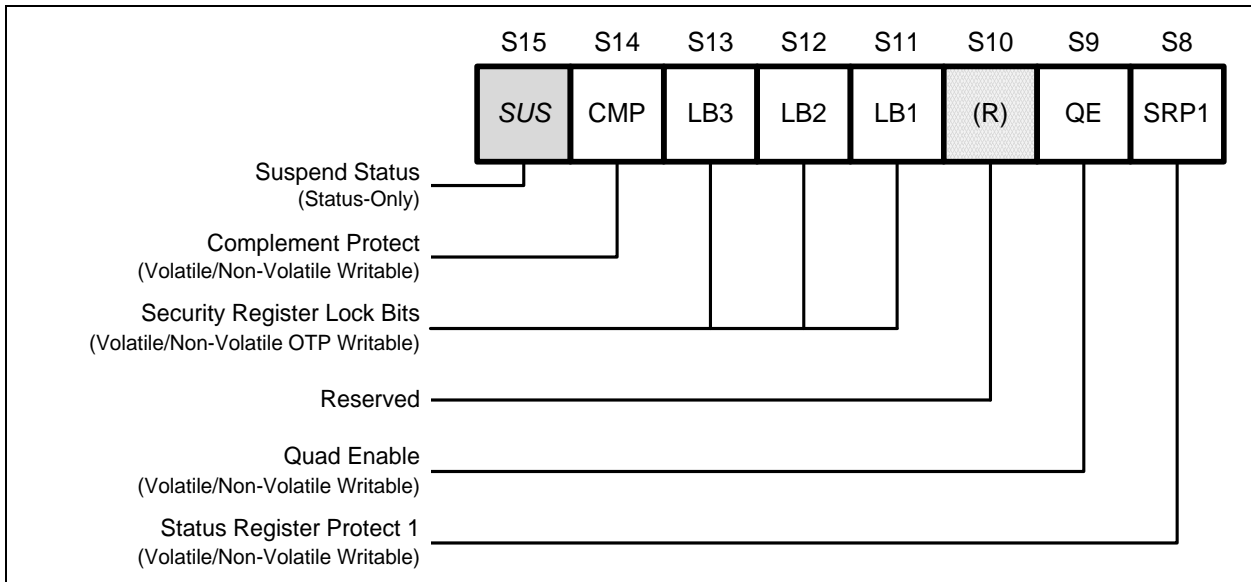 S15 S14 S13 S12 S11 S10 S9 S8
SUS CMP LB3 LB2 LB1 (R) QE SRP1
Suspend Status
(Status-Only)
Complement Protect
(Volatile/Non-Volatile Writable)
Security Register Lock Bits
(Volatile/Non-Volatile OTP Writable)
Reserved
Quad Enable
(Volatile/Non-Volatile Writable)
Status Register Protect 1
(Volatile/Non-Volatile Writable)